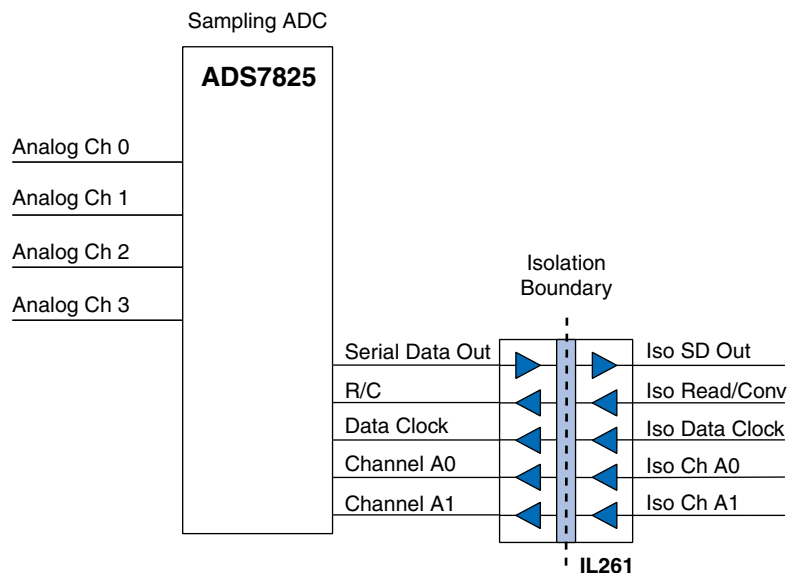 Sampling ADC
ADS7825
Analog Ch 0
Analog Ch 1
Analog Ch 2
Analog Ch 3
Isolation
Boundary
Serial Data Out
Iso SD Out
R/C
Iso Read/Conv
Data Clock
Iso Data Clock
Channel A0
Iso Ch A0
Channel A1
Iso Ch A1
IL261